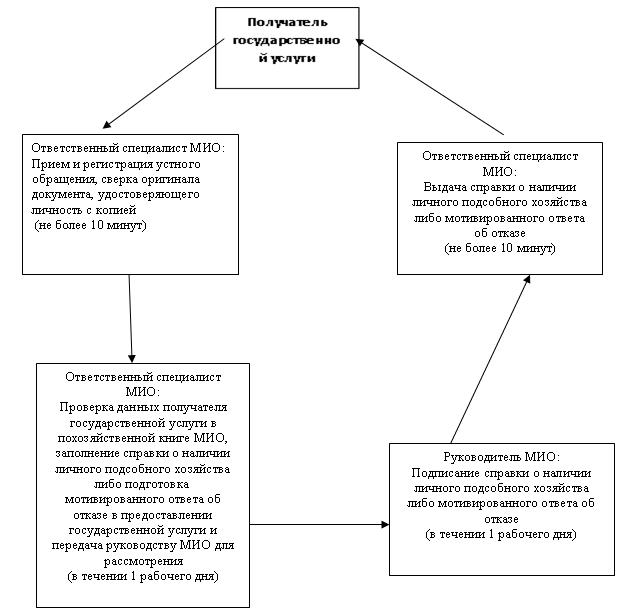 Получатель
государственно
й услуги
Ответственный специалист МИО:
Прием и регистрация устного
обращения, сверка оригинала
документа, удостоверяющего
личность с копией
(не более 10 минут)
Ответственный специалист
МИО:
Проверка данных получателя
государственной услуги в
похозяйственной книге МИО,
заполнение справки о наличии
личного подсобного хозяйства
либо подготовка
мотивированного ответа об
отказе в предоставлении
государственной услуги и
передача руководству МИО для
рассмотрения
(в течении 1 рабочего дня)
Руководитель МИО:
Подписание справки о наличии
личного подсобного хозяйства
либо мотивированного ответа об
отказе
(в течении 1 рабочего дня)
Ответственный специалист
МИО:
Выдача справки о наличии
личного подсобного хозяйства
либо мотивированного ответа
об отказе
(не более 10 минут)